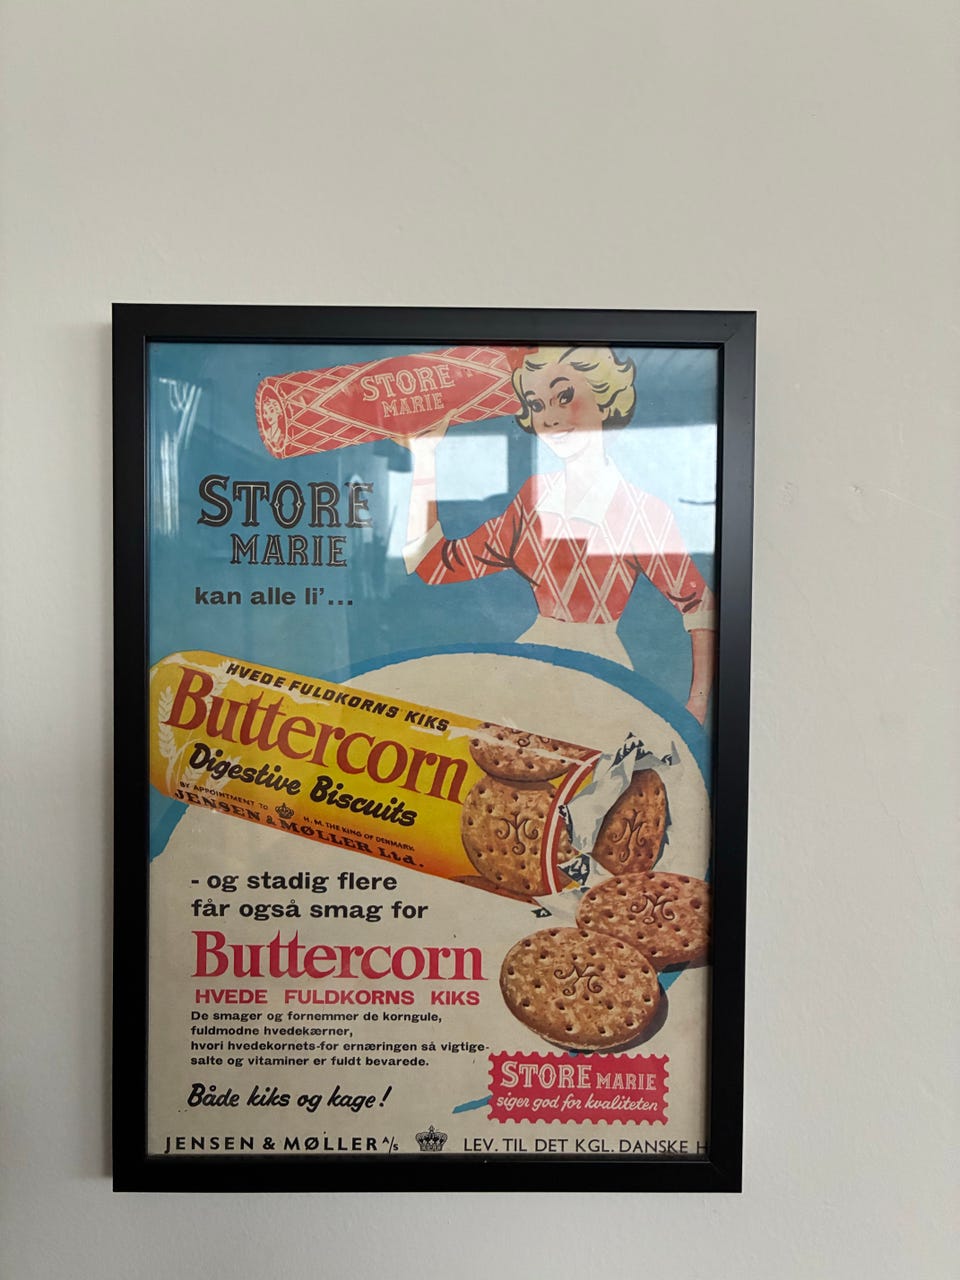 STORE
MARIE
STORE
MARIE
kan alle li'...
HVEDE FULDKORNS KIKS
Buttercorn
Digestive Biscuits
BY APPOINTMENT TO H.M. THE KING OF DENMARK
JENSEN & MØLLER Ltd.
- og stadig flere
får også smag for
Buttercorn
HVEDE FULDKORNS KIKS
De smager og fornemmer de korngule,
fuldmodne hvedekærner,
hvori hvedekornets-for ernæringen så vigtige-
salte og vitaminer er fuldt bevarede.
Både kiks og kage!
STORE MARIE
siger god for kvaliteten
JENSEN & MØLLER A/S LEV. TIL DET KGL. DANSKE H